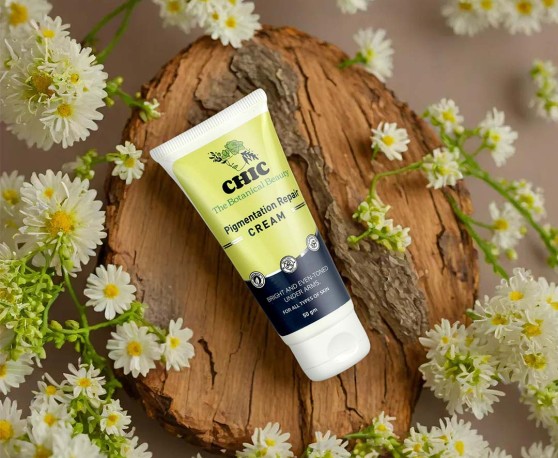 CHIC
The Botanical Beauty
Pigmentation Repair
CREAM
BRIGHT AND EVEN-TONED
UNDER ARMS.
FOR ALL TYPES OF SKIN
50 gm